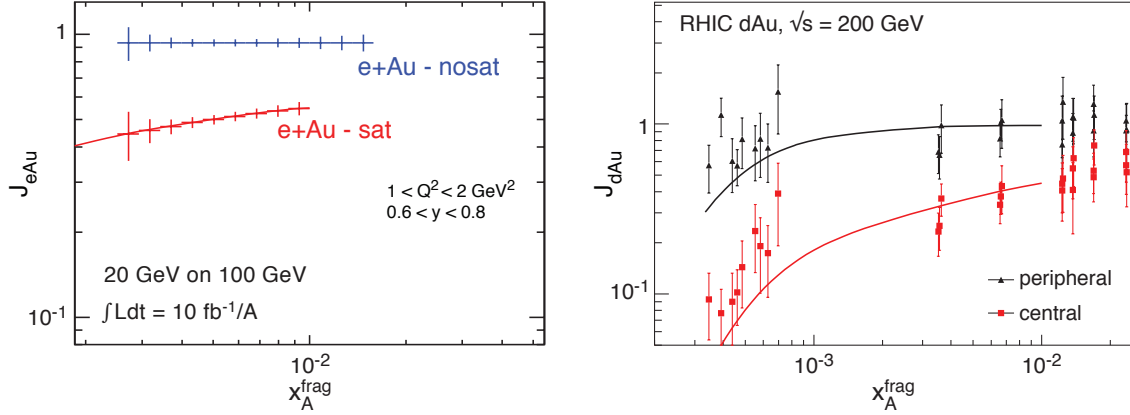 1
e+Au - nosat
e+Au - sat
J_eAu
1 < Q² < 2 GeV²
0.6 < y < 0.8
20 GeV on 100 GeV
∫Ldt = 10 fb⁻¹/A
10⁻¹
10⁻²
x_A^frag
RHIC dAu, √s = 200 GeV
1
J_dAu
peripheral
central
10⁻¹
10⁻³
10⁻²
x_A^frag